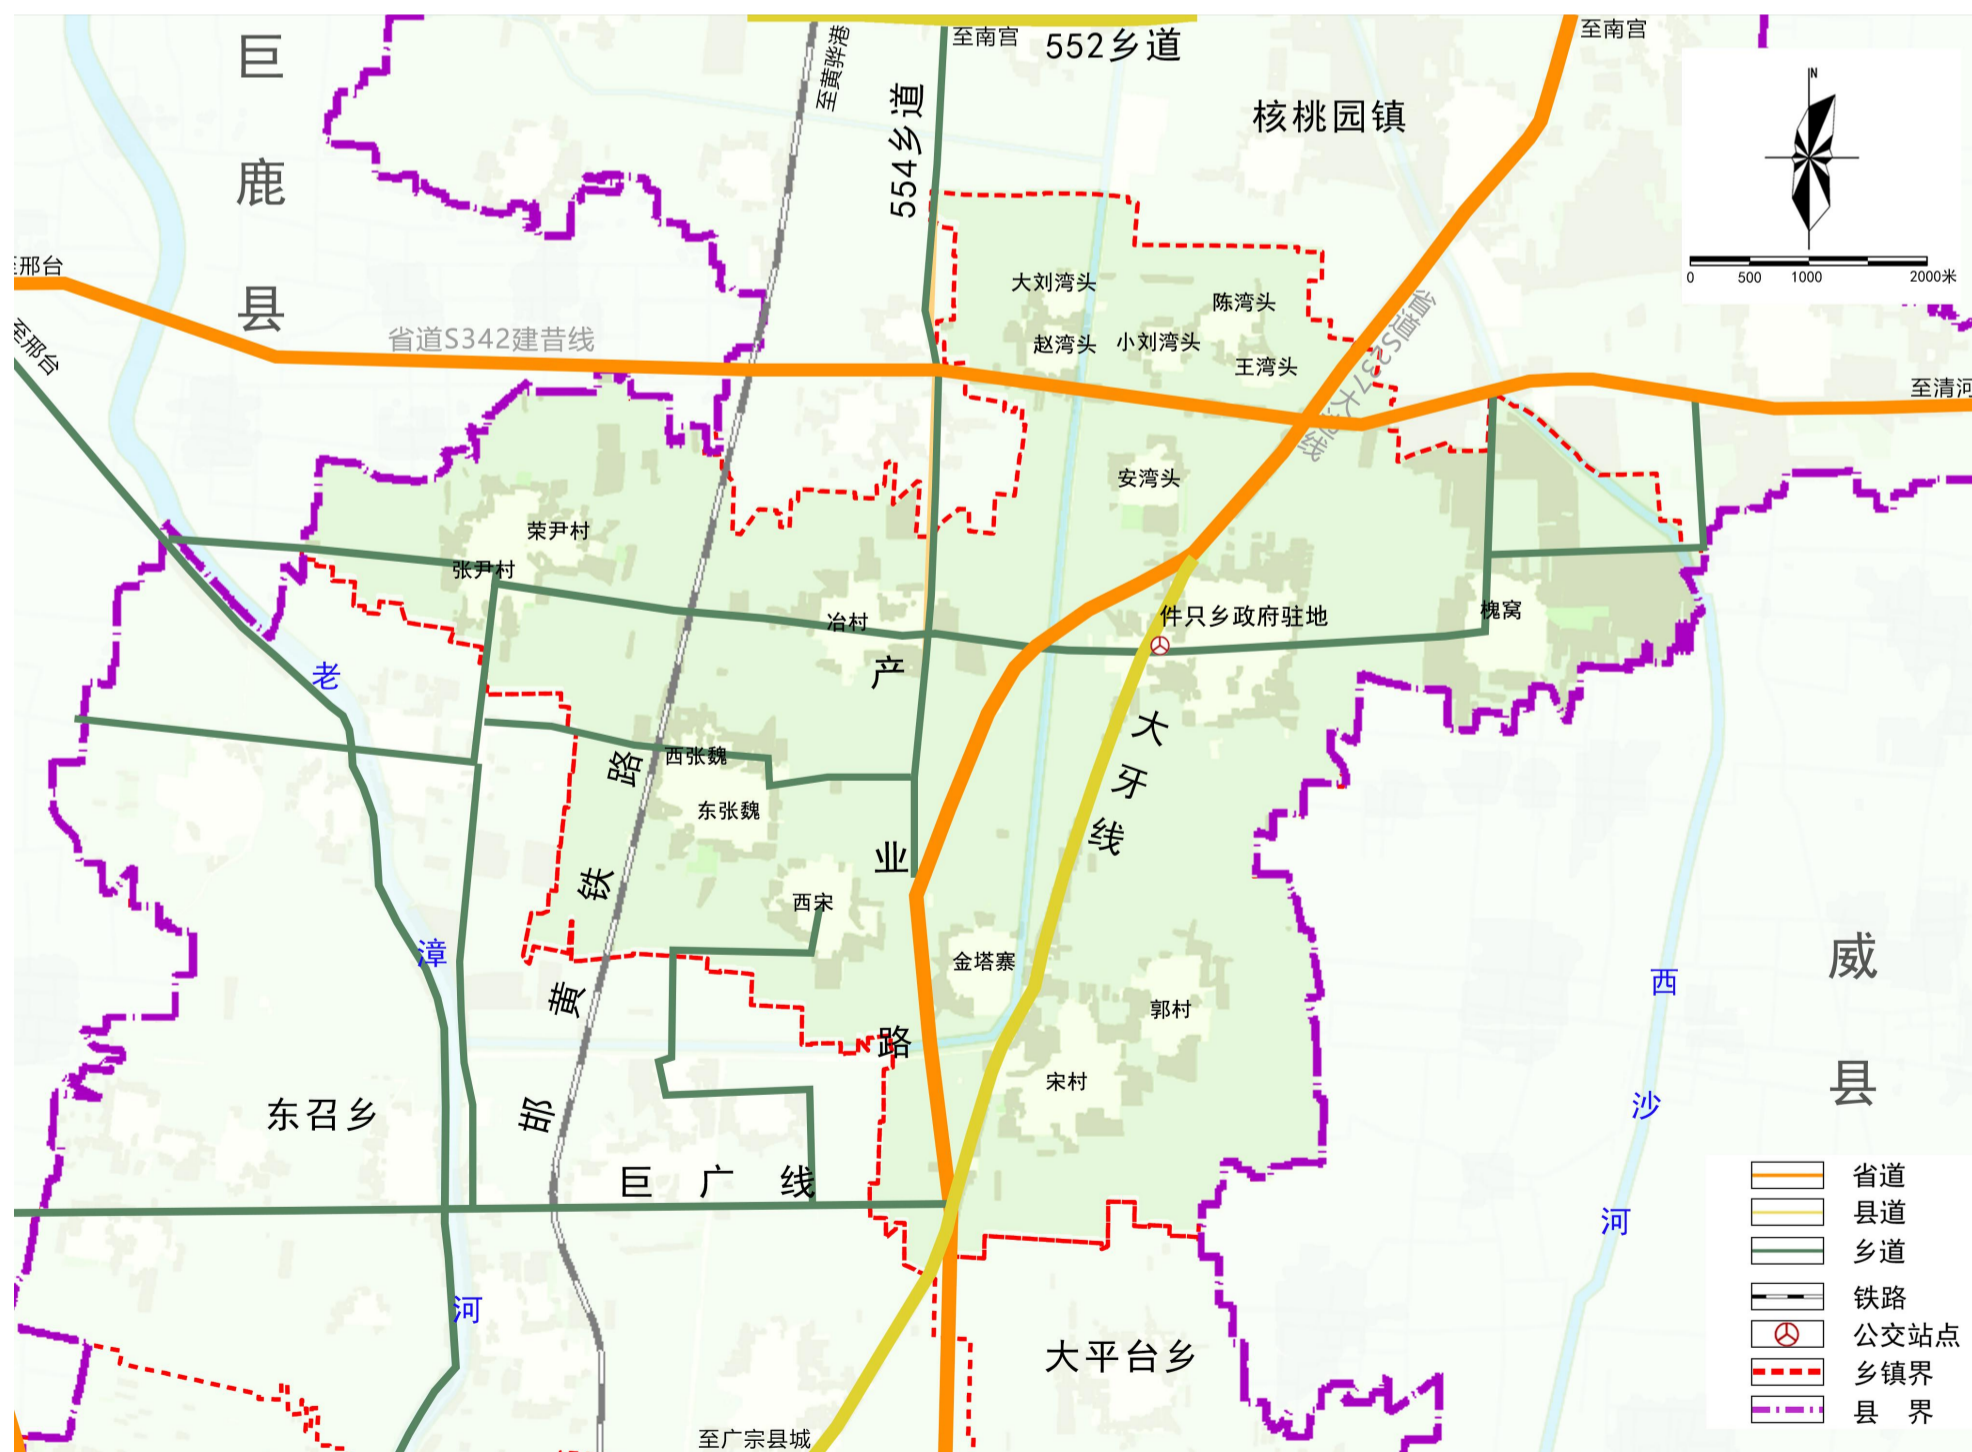 至南宫
至南宫
552乡道
至黄骅港
巨鹿县
N
554乡道
核桃园镇
至邢台
0 500 1000 2000米
大刘湾头
陈湾头
至邢台
省道S342建昔线
赵湾头
小刘湾头
王湾头
省道S237大
线
至清河
安湾头
荣尹村
张尹村
冶村
件只乡政府驻地
槐窝
老漳河
产业路
大牙线
西张魏
东张魏
邯黄铁路
西宋
金塔寨
郭村
宋村
西沙河
威县
东召乡
巨广线
大平台乡
至广宗县城
省道
县道
乡道
铁路
公交站点
乡镇界
县 界